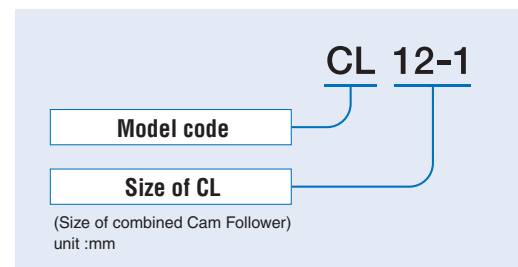 CL 12-1
Model code
Size of CL
(Size of combined Cam Follower)
unit :mm